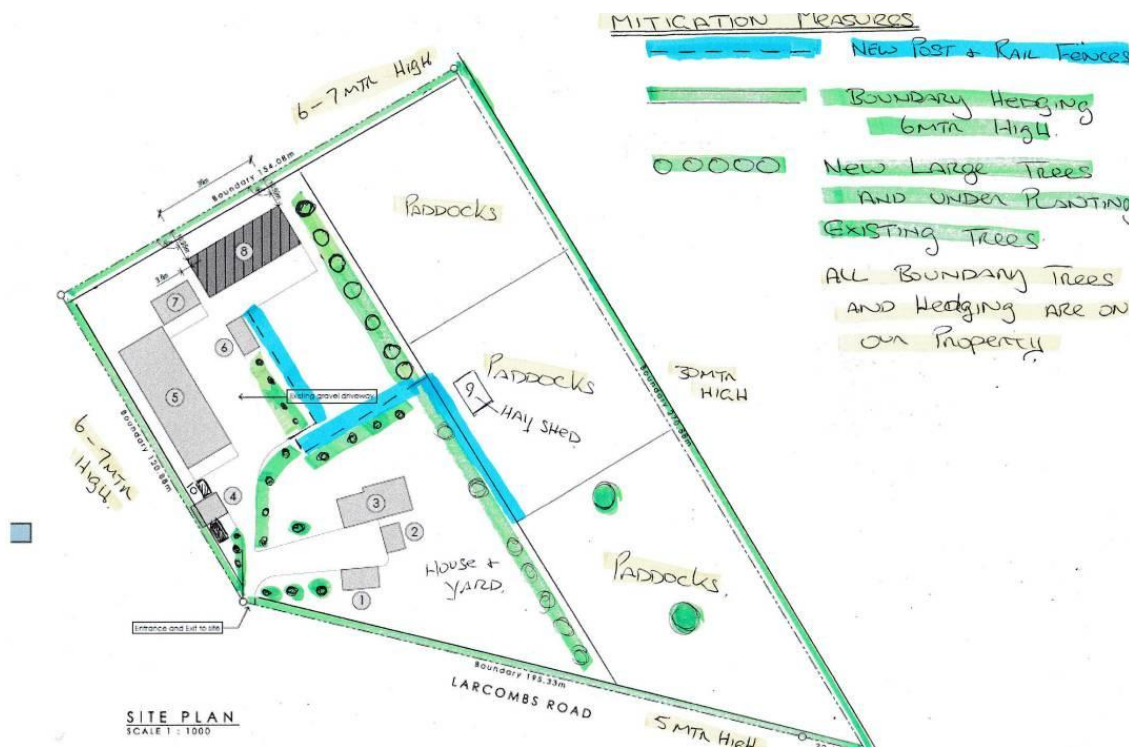 MITIGATION MEASURES
NEW POST + RAIL FENCES
BOUNDARY HEDGING
6MTR HIGH.
NEW LARGE TREES
AND UNDER PLANTING
EXISTING TREES.
ALL BOUNDARY TREES
AND HEDGING ARE ON
OUR PROPERTY
6-7MTR HIGH
Boundary 154.08m
PADDOCKS
8
7
6
5
Existing gravel driveway
PADDOCKS
9
HAY SHED
30MTR
HIGH
6-7MTR
HIGH.
Boundary 120.88m
10
4
3
2
HOUSE +
YARD.
1
PADDOCKS.
Entrance and Exit to site
Boundary 195.33m
LARCOMBS ROAD
5 MTR HIGH
SITE PLAN
SCALE 1 : 1000